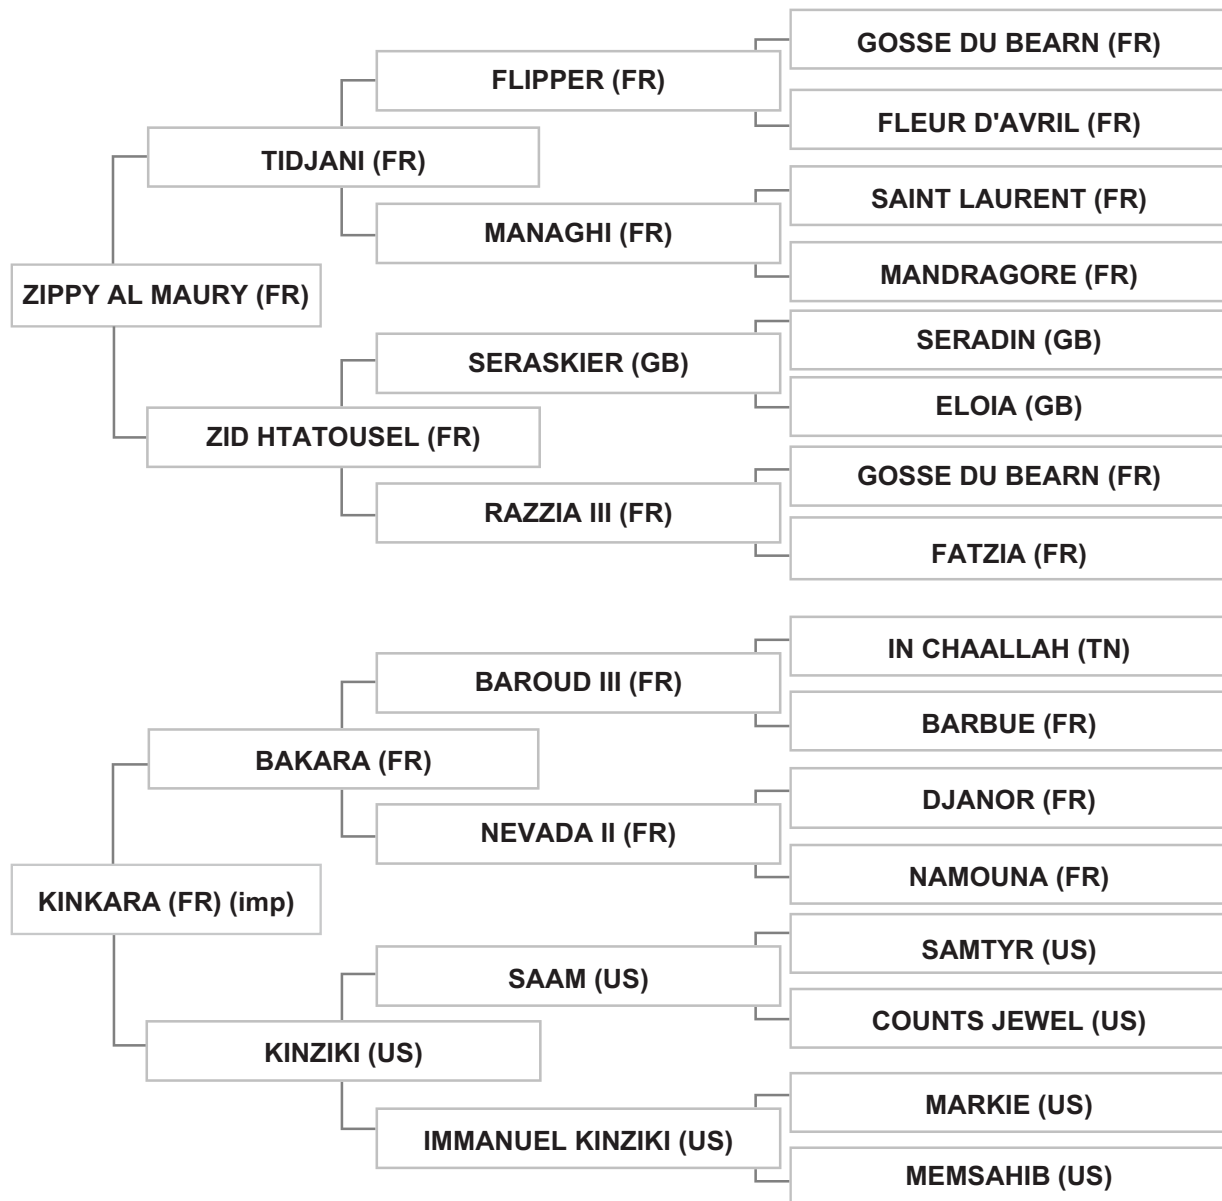 GOSSE DU BEARN (FR)
FLIPPER (FR)
FLEUR D'AVRIL (FR)
TIDJANI (FR)
SAINT LAURENT (FR)
MANAGHI (FR)
MANDRAGORE (FR)
ZIPPY AL MAURY (FR)
SERADIN (GB)
SERASKIER (GB)
ELOIA (GB)
ZID HTATOUSEL (FR)
GOSSE DU BEARN (FR)
RAZZIA III (FR)
FATZIA (FR)
IN CHAALLAH (TN)
BAROUD III (FR)
BARBUE (FR)
BAKARA (FR)
DJANOR (FR)
NEVADA II (FR)
NAMOUNA (FR)
KINKARA (FR) (imp)
SAMTYR (US)
SAAM (US)
COUNTS JEWEL (US)
KINZIKI (US)
MARKIE (US)
IMMANUEL KINZIKI (US)
MEMSAHIB (US)